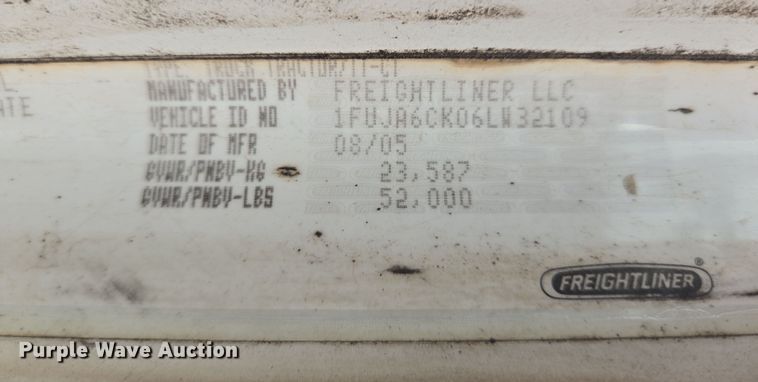 TYPE: TRUCK TRACTOR/TT-CT
ATE MANUFACTURED BY FREIGHTLINER LLC
VEHICLE ID NO 1FUJA6CK06LW32109
DATE OF MFR 08/05
GVWR/PNBV-KG 23,587
GVWR/PNBV-LBS 52,000
FREIGHTLINER®
Purple Wave Auction